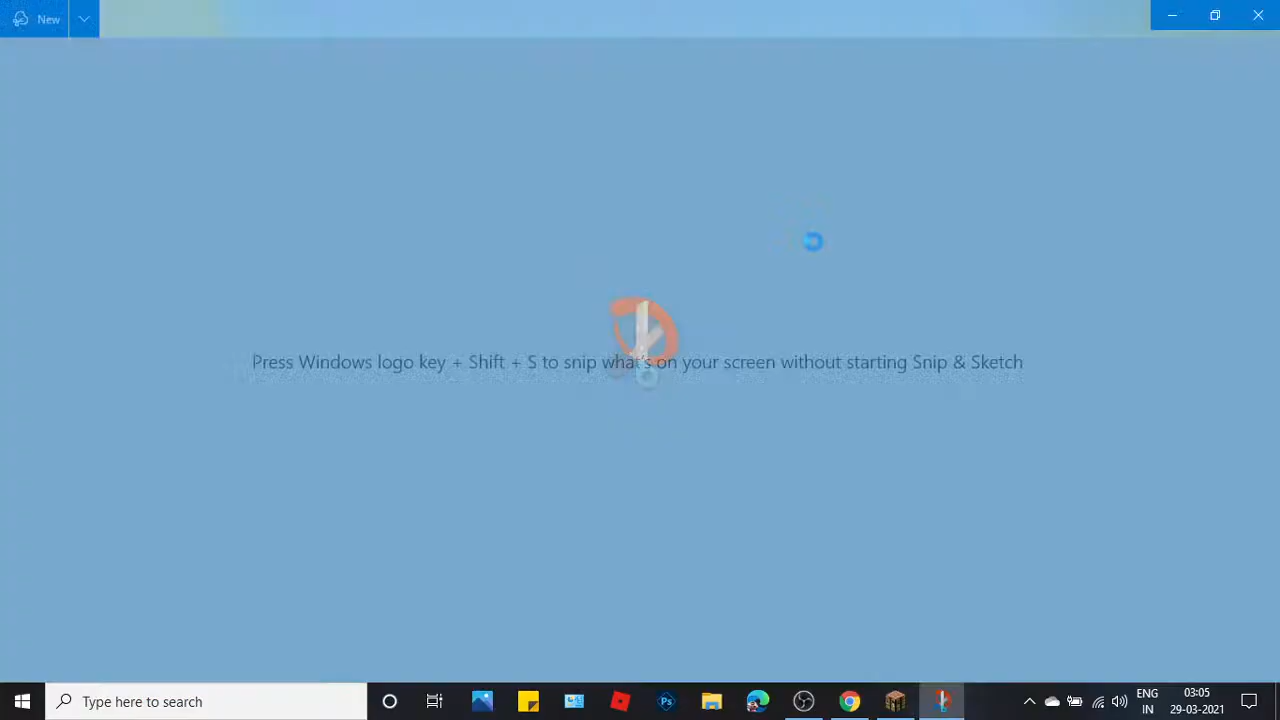 New
Press Windows logo key + Shift + S to snip what's on your screen without starting Snip & Sketch
Type here to search
Ps
ENG
IN
03:05
29-03-2021